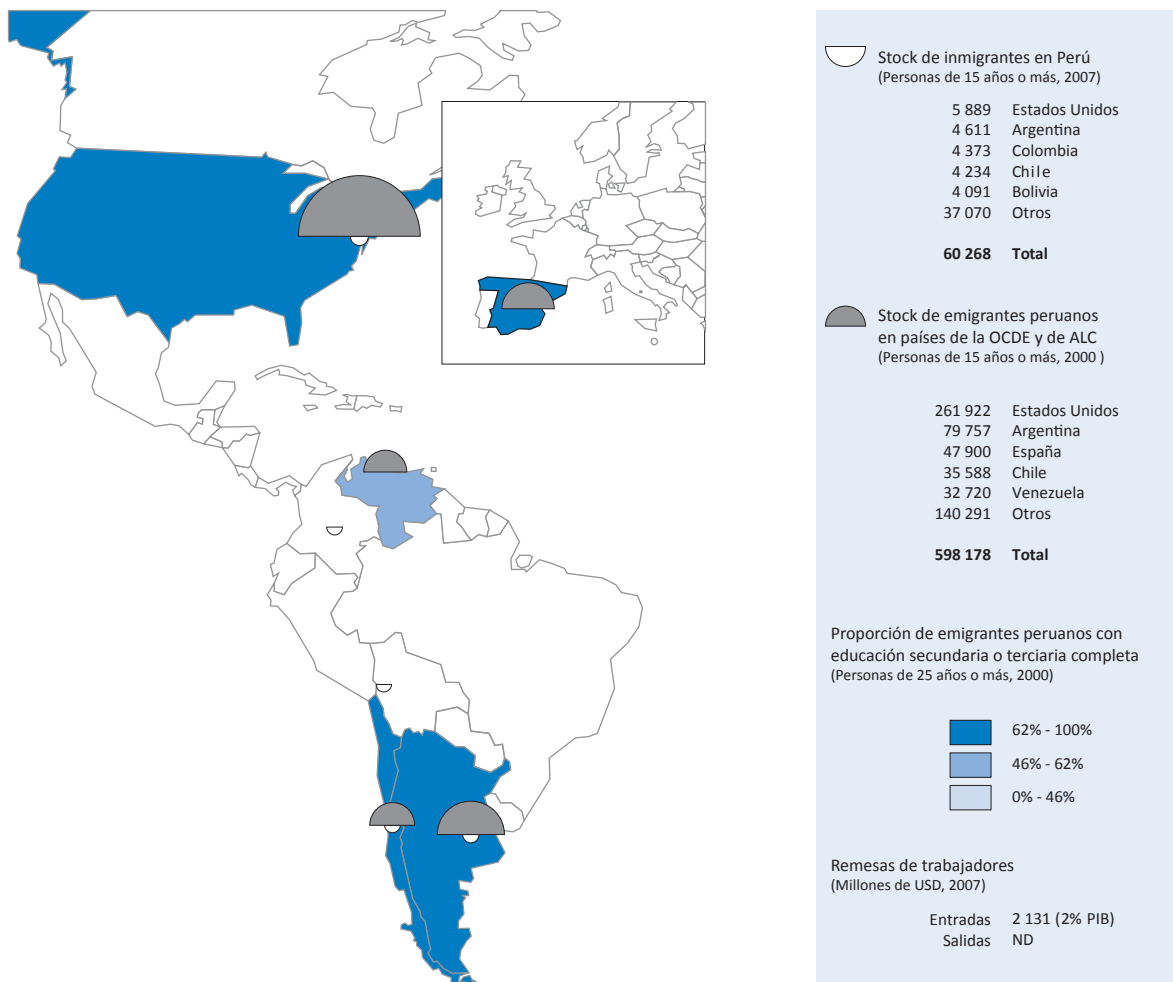 Stock de inmigrantes en Perú
(Personas de 15 años o más, 2007)
5 889 Estados Unidos
4 611 Argentina
4 373 Colombia
4 234 Chile
4 091 Bolivia
37 070 Otros
60 268 Total
Stock de emigrantes peruanos
en países de la OCDE y de ALC
(Personas de 15 años o más, 2000 )
261 922 Estados Unidos
79 757 Argentina
47 900 España
35 588 Chile
32 720 Venezuela
140 291 Otros
598 178 Total
Proporción de emigrantes peruanos con
educación secundaria o terciaria completa
(Personas de 25 años o más, 2000)
62% - 100%
46% - 62%
0% - 46%
Remesas de trabajadores
(Millones de USD, 2007)
Entradas 2 131 (2% PIB)
Salidas ND